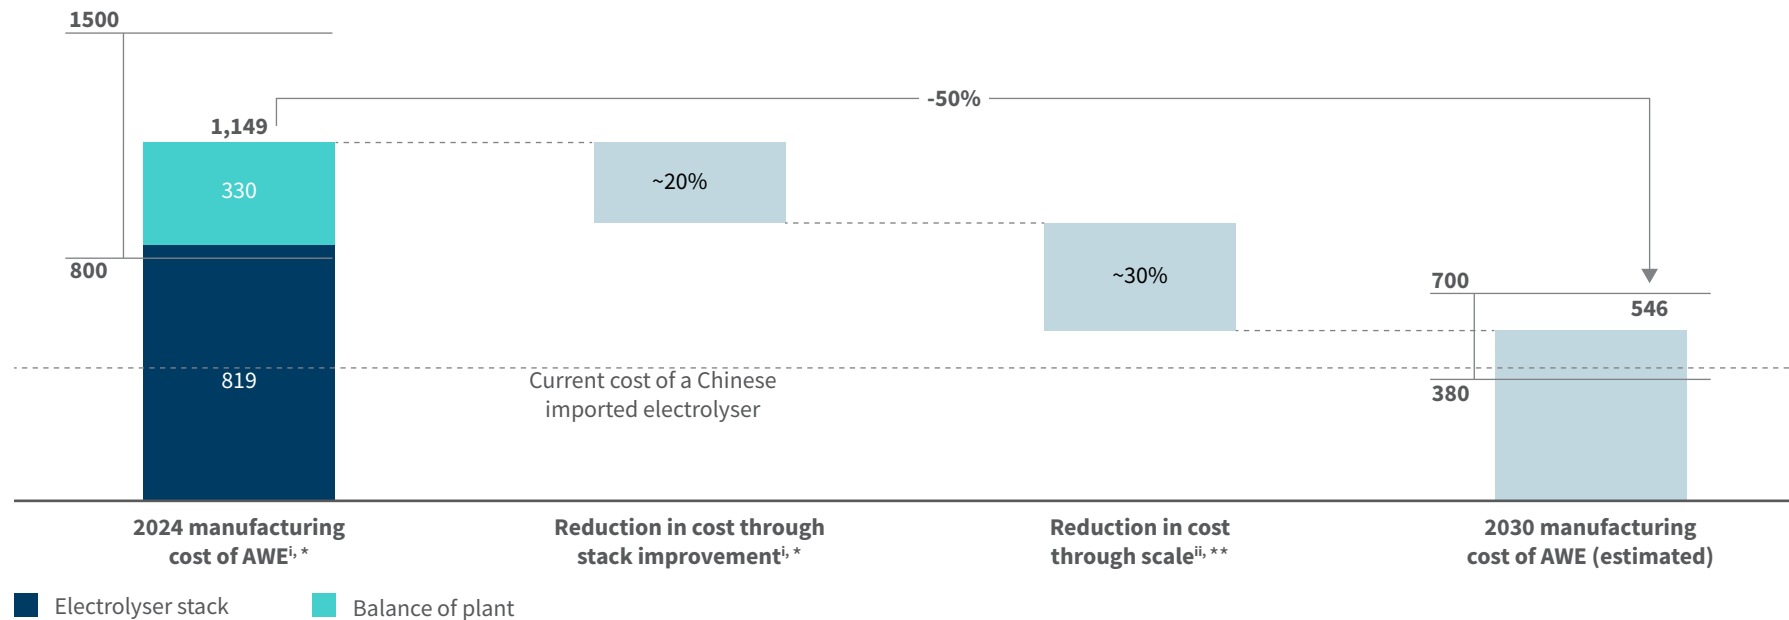 1500
-50%
1,149
330
~20%
800
~30%
700
546
819
Current cost of a Chinese
imported electrolyser
380
2024 manufacturing
cost of AWEⁱ, *
Reduction in cost through
stack improvementⁱ, *
Reduction in cost
through scaleⁱⁱ, **
2030 manufacturing
cost of AWE (estimated)
Electrolyser stack
Balance of plant